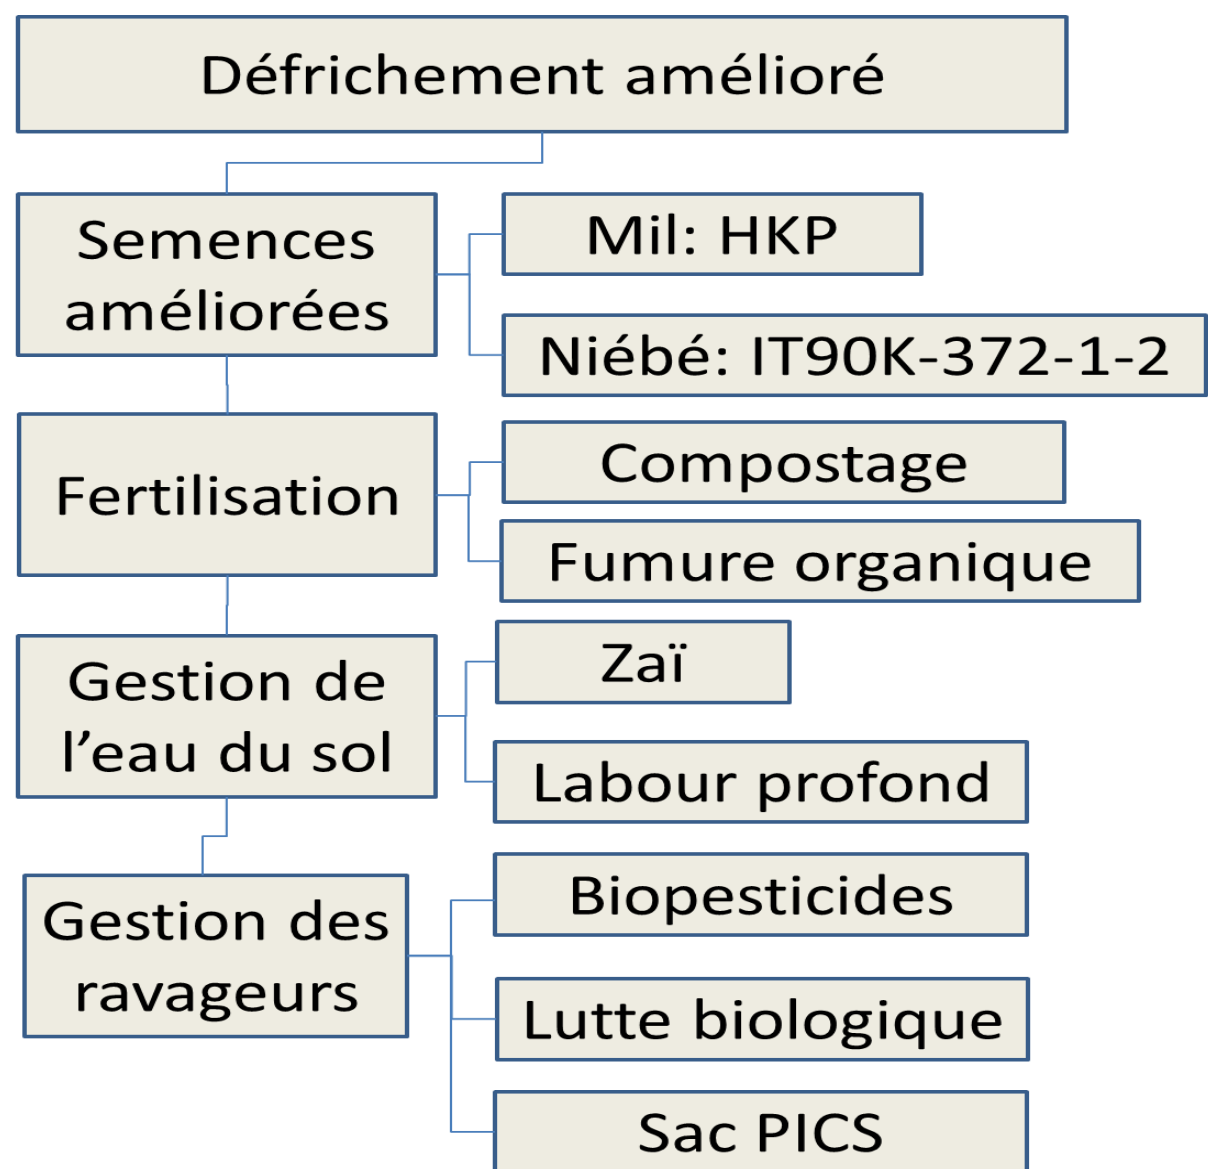 Défrichement amélioré
Semences
améliorées
Mil: HKP
Niébé: IT90K-372-1-2
Fertilisation
Compostage
Fumure organique
Gestion de
l’eau du sol
Zaï
Labour profond
Gestion des
ravageurs
Biopesticides
Lutte biologique
Sac PICS